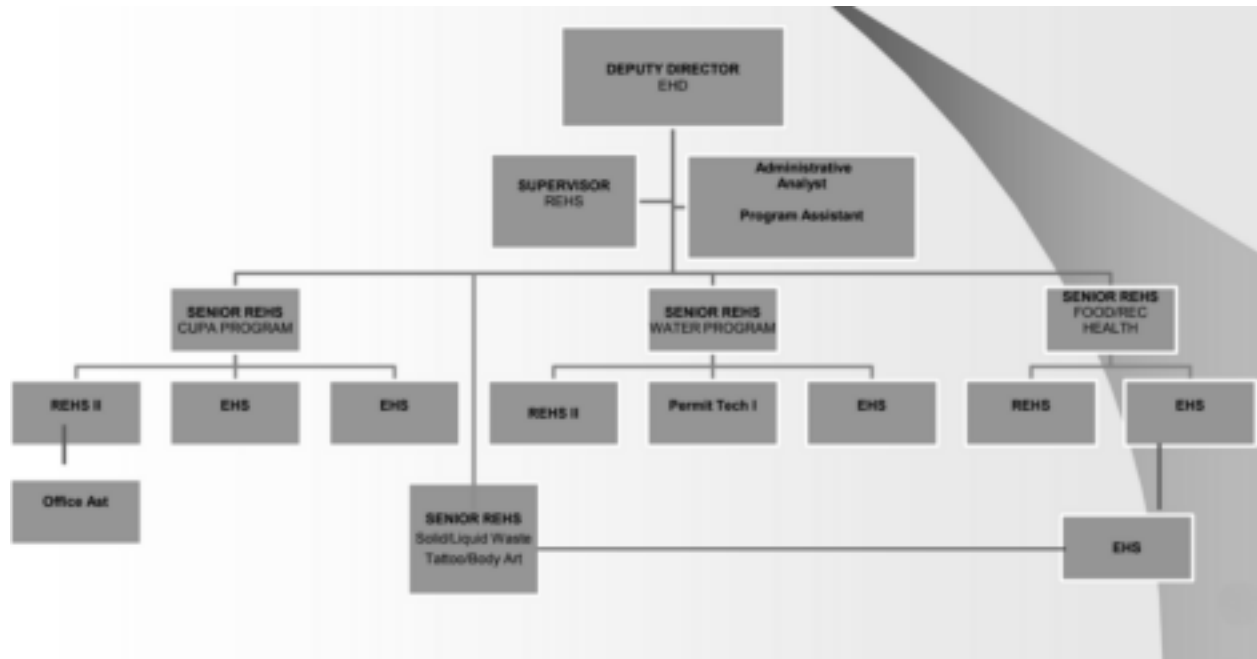 DEPUTY DIRECTOR
EHD
SUPERVISOR
REHS
Administrative
Analyst
Program Assistant
SENIOR REHS
CUPA PROGRAM
SENIOR REHS
WATER PROGRAM
SENIOR REHS
FOOD/REC
HEALTH
REHS II
EHS
EHS
REHS II
Permit Tech I
EHS
REHS
EHS
Office Ast
SENIOR REHS
Solid/Liquid Waste
Tattoo/Body Art
EHS